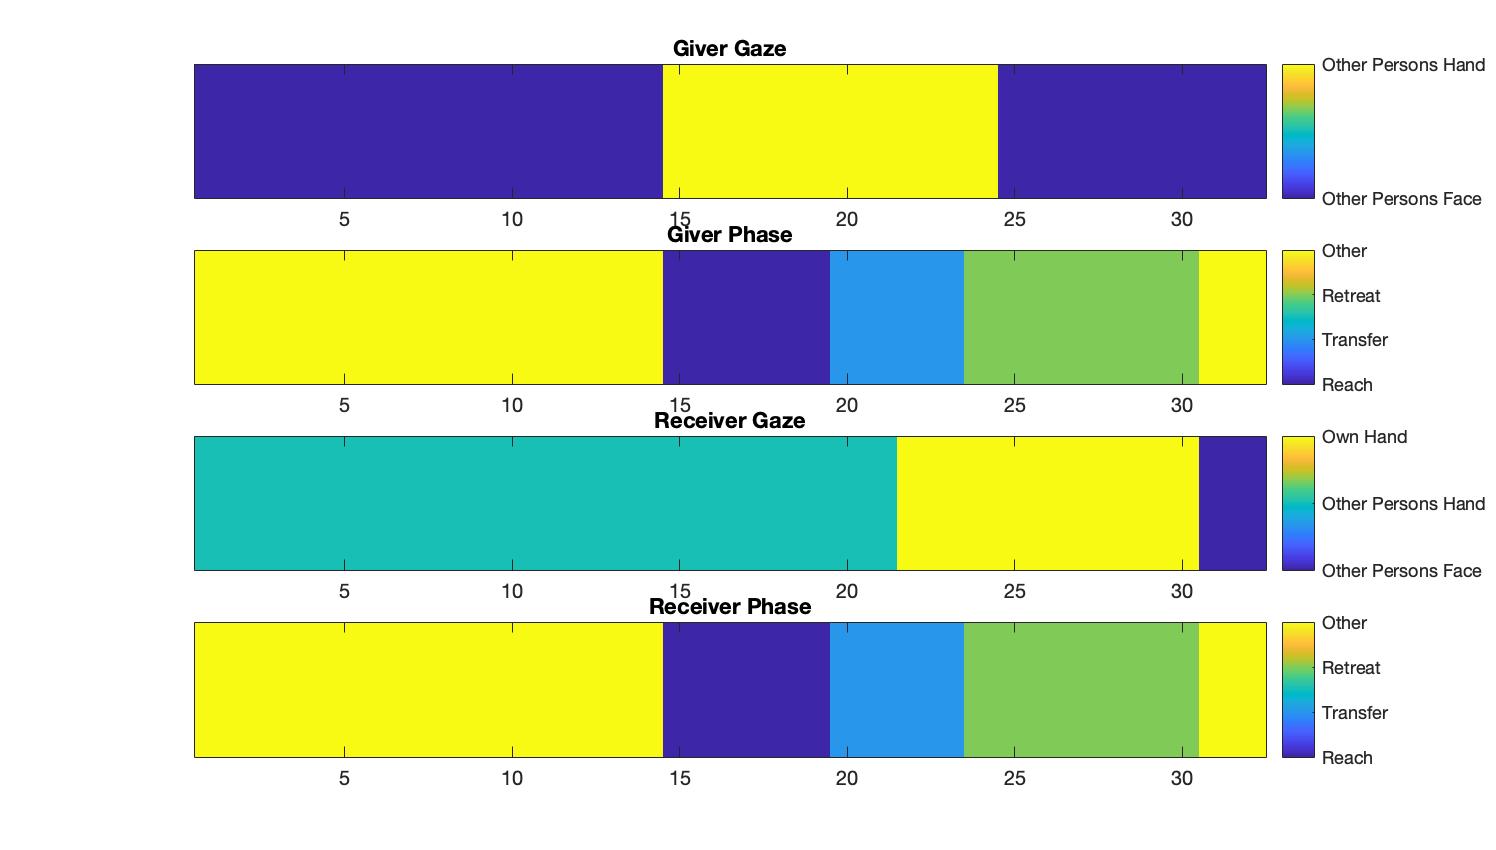 Giver Gaze
Other Persons Hand
Other Persons Face
5 10 15 20 25 30
Giver Phase
Other
Retreat
Transfer
Reach
5 10 15 20 25 30
Receiver Gaze
Own Hand
Other Persons Hand
Other Persons Face
5 10 15 20 25 30
Receiver Phase
Other
Retreat
Transfer
Reach
5 10 15 20 25 30